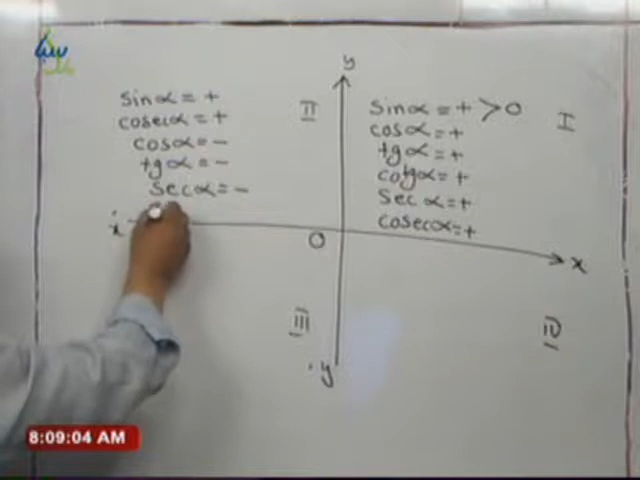 y
II
sinα = +
cosecα = +
cosα = -
tgα = -
secα = -
I
sinα = + > 0
cosα = +
tgα = +
cotgα = +
secα = +
cosecα = +
O
x
III
IV
8:09:04 AM